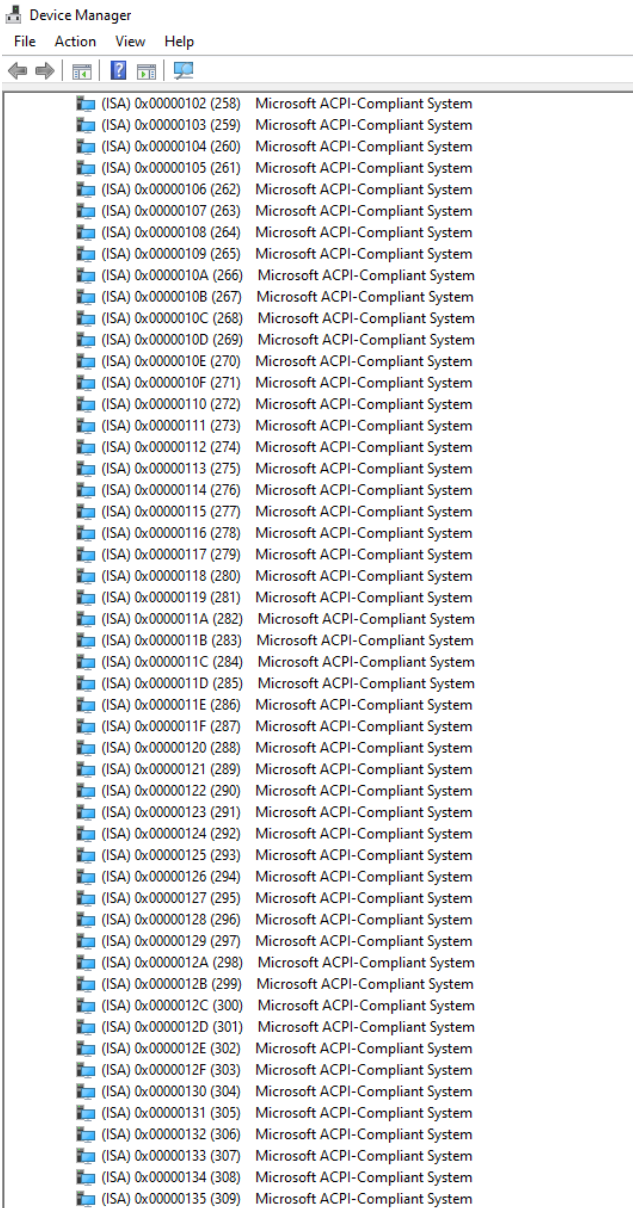 Device Manager
File Action View Help
(ISA) 0x00000102 (258) Microsoft ACPI-Compliant System
(ISA) 0x00000103 (259) Microsoft ACPI-Compliant System
(ISA) 0x00000104 (260) Microsoft ACPI-Compliant System
(ISA) 0x00000105 (261) Microsoft ACPI-Compliant System
(ISA) 0x00000106 (262) Microsoft ACPI-Compliant System
(ISA) 0x00000107 (263) Microsoft ACPI-Compliant System
(ISA) 0x00000108 (264) Microsoft ACPI-Compliant System
(ISA) 0x00000109 (265) Microsoft ACPI-Compliant System
(ISA) 0x0000010A (266) Microsoft ACPI-Compliant System
(ISA) 0x0000010B (267) Microsoft ACPI-Compliant System
(ISA) 0x0000010C (268) Microsoft ACPI-Compliant System
(ISA) 0x0000010D (269) Microsoft ACPI-Compliant System
(ISA) 0x0000010E (270) Microsoft ACPI-Compliant System
(ISA) 0x0000010F (271) Microsoft ACPI-Compliant System
(ISA) 0x00000110 (272) Microsoft ACPI-Compliant System
(ISA) 0x00000111 (273) Microsoft ACPI-Compliant System
(ISA) 0x00000112 (274) Microsoft ACPI-Compliant System
(ISA) 0x00000113 (275) Microsoft ACPI-Compliant System
(ISA) 0x00000114 (276) Microsoft ACPI-Compliant System
(ISA) 0x00000115 (277) Microsoft ACPI-Compliant System
(ISA) 0x00000116 (278) Microsoft ACPI-Compliant System
(ISA) 0x00000117 (279) Microsoft ACPI-Compliant System
(ISA) 0x00000118 (280) Microsoft ACPI-Compliant System
(ISA) 0x00000119 (281) Microsoft ACPI-Compliant System
(ISA) 0x0000011A (282) Microsoft ACPI-Compliant System
(ISA) 0x0000011B (283) Microsoft ACPI-Compliant System
(ISA) 0x0000011C (284) Microsoft ACPI-Compliant System
(ISA) 0x0000011D (285) Microsoft ACPI-Compliant System
(ISA) 0x0000011E (286) Microsoft ACPI-Compliant System
(ISA) 0x0000011F (287) Microsoft ACPI-Compliant System
(ISA) 0x00000120 (288) Microsoft ACPI-Compliant System
(ISA) 0x00000121 (289) Microsoft ACPI-Compliant System
(ISA) 0x00000122 (290) Microsoft ACPI-Compliant System
(ISA) 0x00000123 (291) Microsoft ACPI-Compliant System
(ISA) 0x00000124 (292) Microsoft ACPI-Compliant System
(ISA) 0x00000125 (293) Microsoft ACPI-Compliant System
(ISA) 0x00000126 (294) Microsoft ACPI-Compliant System
(ISA) 0x00000127 (295) Microsoft ACPI-Compliant System
(ISA) 0x00000128 (296) Microsoft ACPI-Compliant System
(ISA) 0x00000129 (297) Microsoft ACPI-Compliant System
(ISA) 0x0000012A (298) Microsoft ACPI-Compliant System
(ISA) 0x0000012B (299) Microsoft ACPI-Compliant System
(ISA) 0x0000012C (300) Microsoft ACPI-Compliant System
(ISA) 0x0000012D (301) Microsoft ACPI-Compliant System
(ISA) 0x0000012E (302) Microsoft ACPI-Compliant System
(ISA) 0x0000012F (303) Microsoft ACPI-Compliant System
(ISA) 0x00000130 (304) Microsoft ACPI-Compliant System
(ISA) 0x00000131 (305) Microsoft ACPI-Compliant System
(ISA) 0x00000132 (306) Microsoft ACPI-Compliant System
(ISA) 0x00000133 (307) Microsoft ACPI-Compliant System
(ISA) 0x00000134 (308) Microsoft ACPI-Compliant System
(ISA) 0x00000135 (309) Microsoft ACPI-Compliant System